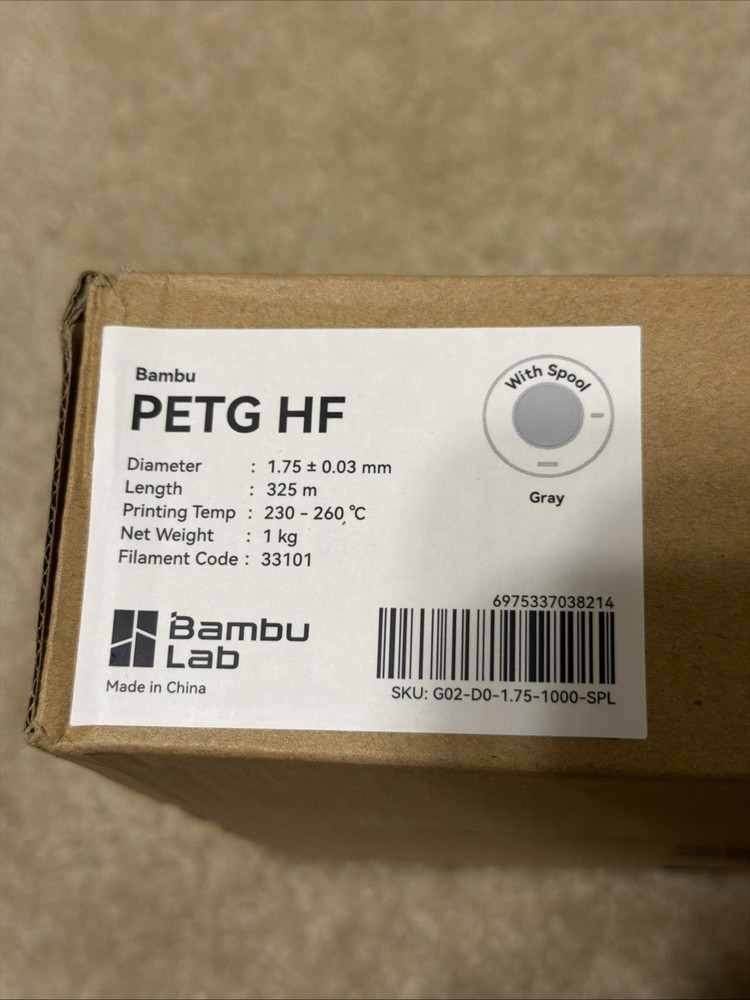 Bambu
PETG HF
Diameter : 1.75 ± 0.03 mm
Length : 325 m
Printing Temp : 230 - 260 °C
Net Weight : 1 kg
Filament Code : 33101
With Spool
Gray
Bambu
Lab
Made in China
6975337038214
SKU: G02-D0-1.75-1000-SPL